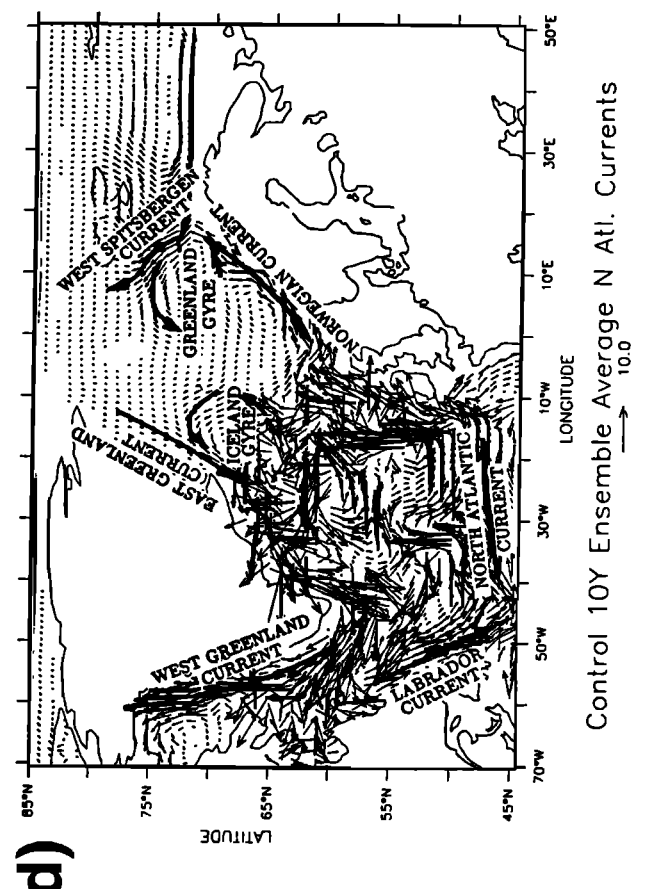 d)
85°N
75°N
65°N
55°N
45°N
LATITUDE
70°W
50°W
30°W
10°W
10°E
30°E
50°E
LONGITUDE
WEST SPITSBERGEN
CURRENT
GREENLAND
GYRE
NORWEGIAN CURRENT
ICELAND
GYRE
EAST GREENLAND
CURRENT
WEST GREENLAND
CURRENT
LABRADOR
CURRENT
NORTH ATLANTIC
CURRENT
Control 10Y Ensemble Average N Atl. Currents
10.0